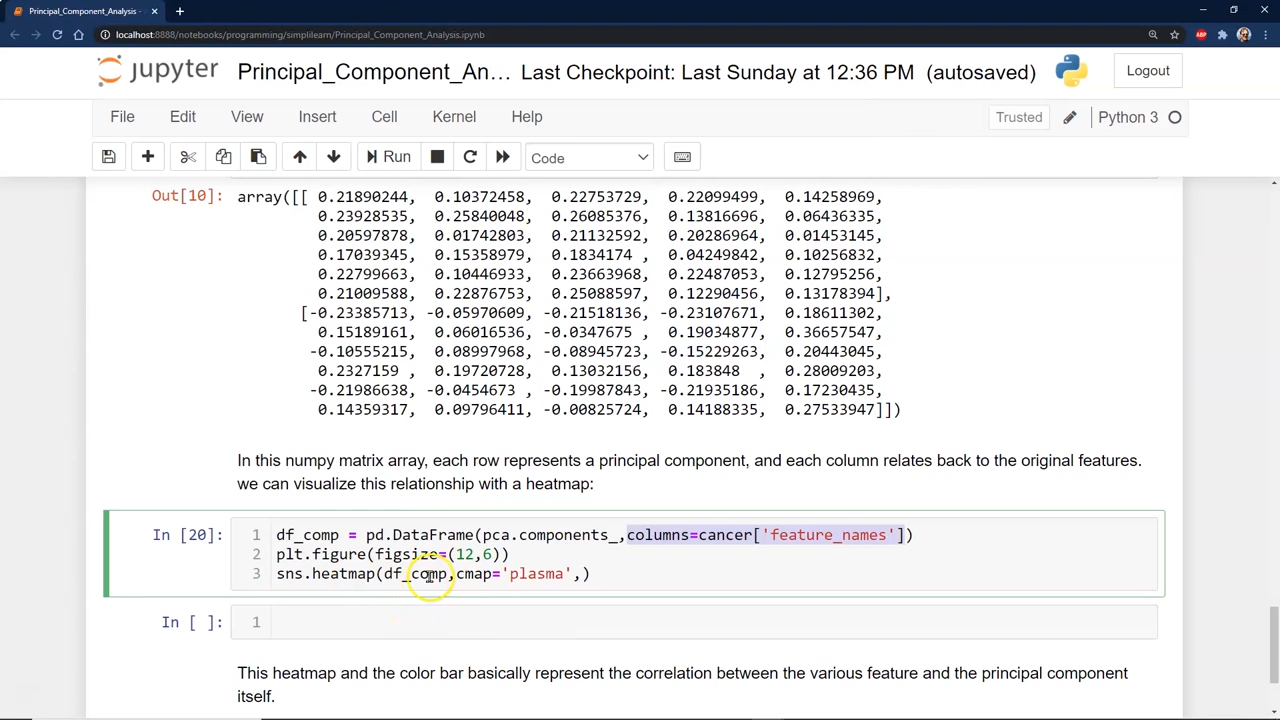 Principal_Component_Analysis -
localhost:8888/notebooks/programming/simplilearn/Principal_Component_Analysis.ipynb
ABP
jupyter Principal_Component_An... Last Checkpoint: Last Sunday at 12:36 PM (autosaved) Logout
File Edit View Insert Cell Kernel Help Trusted Python 3
Run Code
Out[10]: array([[ 0.21890244, 0.10372458, 0.22753729, 0.22099499, 0.14258969,
0.23928535, 0.25840048, 0.26085376, 0.13816696, 0.06436335,
0.20597878, 0.01742803, 0.21132592, 0.20286964, 0.01453145,
0.17039345, 0.15358979, 0.1834174 , 0.04249842, 0.10256832,
0.22799663, 0.10446933, 0.23663968, 0.22487053, 0.12795256,
0.21009588, 0.22876753, 0.25088597, 0.12290456, 0.13178394],
[-0.23385713, -0.05970609, -0.21518136, -0.23107671, 0.18611302,
0.15189161, 0.06016536, -0.0347675 , 0.19034877, 0.36657547,
-0.10555215, 0.08997968, -0.08945723, -0.15229263, 0.20443045,
0.2327159 , 0.19720728, 0.13032156, 0.183848 , 0.28009203,
-0.21986638, -0.0454673 , -0.19987843, -0.21935186, 0.17230435,
0.14359317, 0.09796411, -0.00825724, 0.14188335, 0.27533947]])
In this numpy matrix array, each row represents a principal component, and each column relates back to the original features.
we can visualize this relationship with a heatmap:
In [20]: 1 df_comp = pd.DataFrame(pca.components_,columns=cancer['feature_names'])
2 plt.figure(figsize=(12,6))
3 sns.heatmap(df_comp,cmap='plasma',)
In [ ]: 1
This heatmap and the color bar basically represent the correlation between the various feature and the principal component
itself.